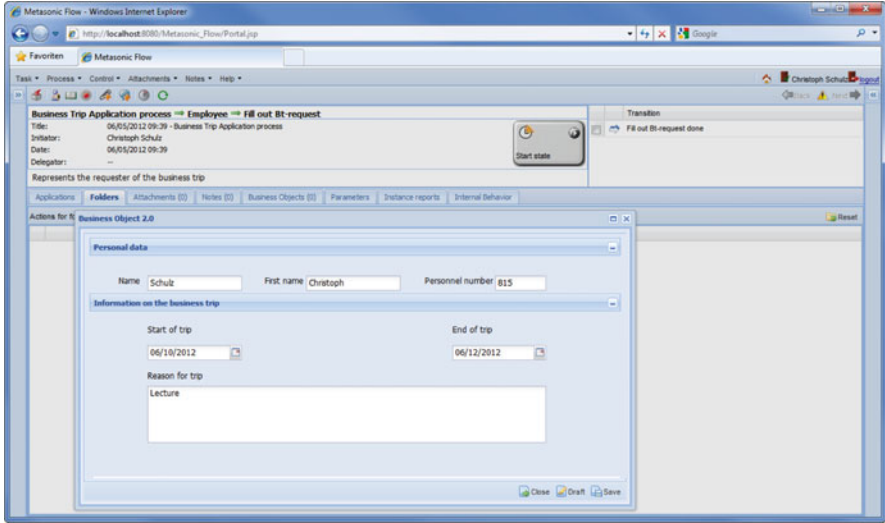 Metasonic Flow - Windows Internet Explorer
http://localhost:8080/Metasonic_Flow/Portal.jsp
Google
Favoriten Metasonic Flow
Task Process Control Attachments Notes Help
Christoph Schulz logout
Back Next
Business Trip Application process Employee Fill out Bt-request
Title: 06/05/2012 09:39 - Business Trip Application process
Initiator: Christoph Schulz
Date: 06/05/2012 09:39
Delegator: --
Represents the requester of the business trip
Start state
Transition
Fill out Bt-request done
Applications Folders Attachments (0) Notes (0) Business Objects (0) Parameters Instance reports Internal Behavior
Actions for fo
Reset
Business Object 2.0
Personal data
Name Schulz First name Christoph Personnel number 815
Information on the business trip
Start of trip End of trip
06/10/2012 06/12/2012
Reason for trip
Lecture
Close Draft Save